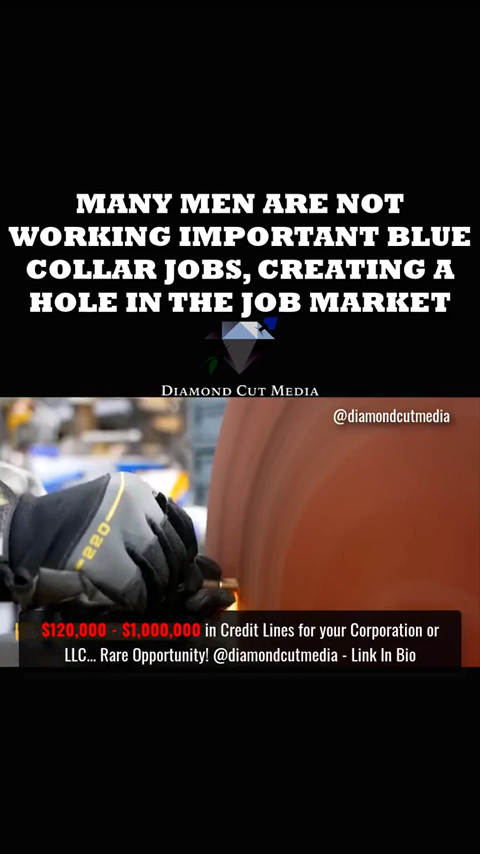 MANY MEN ARE NOT
WORKING IMPORTANT BLUE
COLLAR JOBS, CREATING A
HOLE IN THE JOB MARKET
DIAMOND CUT MEDIA
@diamondcutmedia
550
$120,000 - $1,000,000 in Credit Lines for your Corporation or
LLC... Rare Opportunity! @diamondcutmedia - Link In Bio